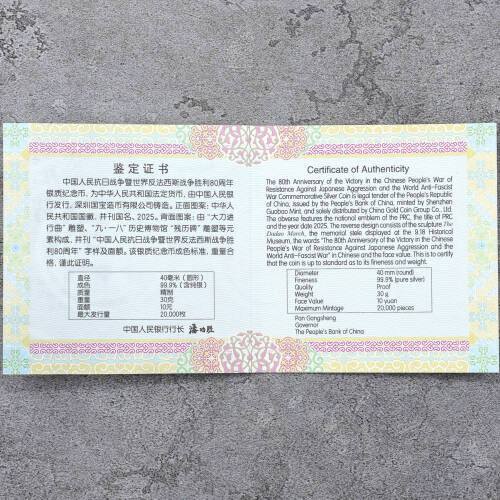 鉴定证书
中国人民抗日战争暨世界反法西斯战争胜利80周年
银质纪念币，为中华人民共和国法定货币，由中国人民银
行发行，深圳国宝造币有限公司铸造。正面图案：中华人
民共和国国徽，并刊国名、2025。背面图案：由“大刀进
行曲”雕塑、“九·一八”历史博物馆“残历碑”雕塑等元
素构成，并刊“中国人民抗日战争暨世界反法西斯战争胜
利80周年”字样及面额。该银质纪念币成色标准，重量合
格，谨此证明。
直径 40毫米（圆形）
成色 99.9%（含纯银）
质量 精制
重量 30克
面额 10元
最大发行量 20,000枚
中国人民银行行长 潘功胜
Certificate of Authenticity
The 80th Anniversary of the Victory in the Chinese People's War of
Resistance Against Japanese Aggression and the World Anti-Fascist
War Commemorative Silver Coin is legal tender of the People's Republic
of China, issued by the People's Bank of China, minted by Shenzhen
Guobao Mint, and solely distributed by China Gold Coin Group Co., Ltd.
The obverse features the national emblem of the PRC, the title of PRC
and the year date 2025. The reverse design consists of the sculpture The
Dadao March, the memorial stele displayed at the 9.18 Historical
Museum, the words "The 80th Anniversary of the Victory in the Chinese
People's War of Resistance Against Japanese Aggression and the
World Anti-Fascist War" in Chinese and the face value. This is to certify
that the coin is up to standard as to its fineness and weight.
Diameter 40 mm (round)
Fineness 99.9% (pure silver)
Quality Proof
Weight 30 g
Face Value 10 yuan
Maximum Mintage 20,000 pieces
Pan Gongsheng
Governor
The People's Bank of China